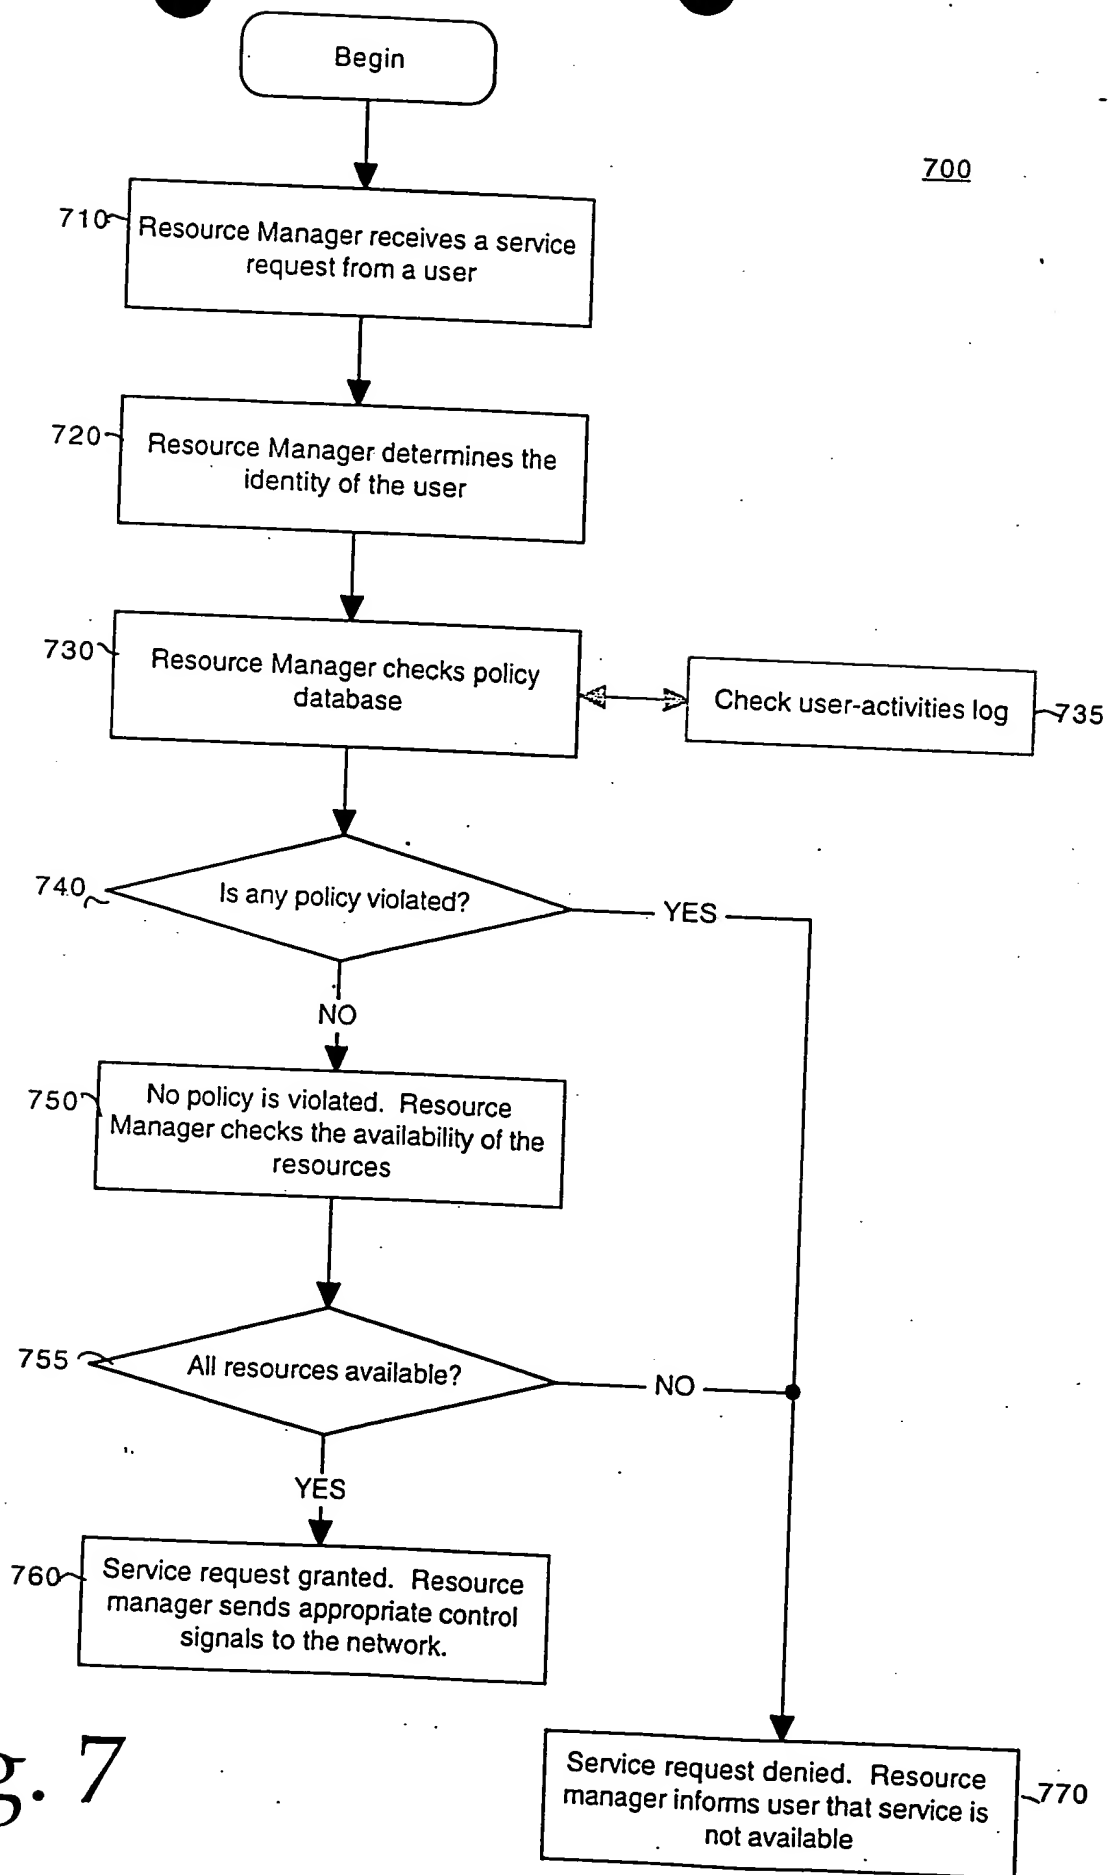 Begin
700
710
Resource Manager receives a service
request from a user
720
Resource Manager determines the
identity of the user
730
Resource Manager checks policy
database
Check user-activities log
735
740
Is any policy violated?
YES
NO
750
No policy is violated. Resource
Manager checks the availability of the
resources
755
All resources available?
NO
YES
760
Service request granted. Resource
manager sends appropriate control
signals to the network.
g. 7
Service request denied. Resource
manager informs user that service is
not available
770